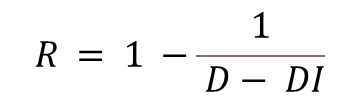 R = 1 − 1 / (D − DI)